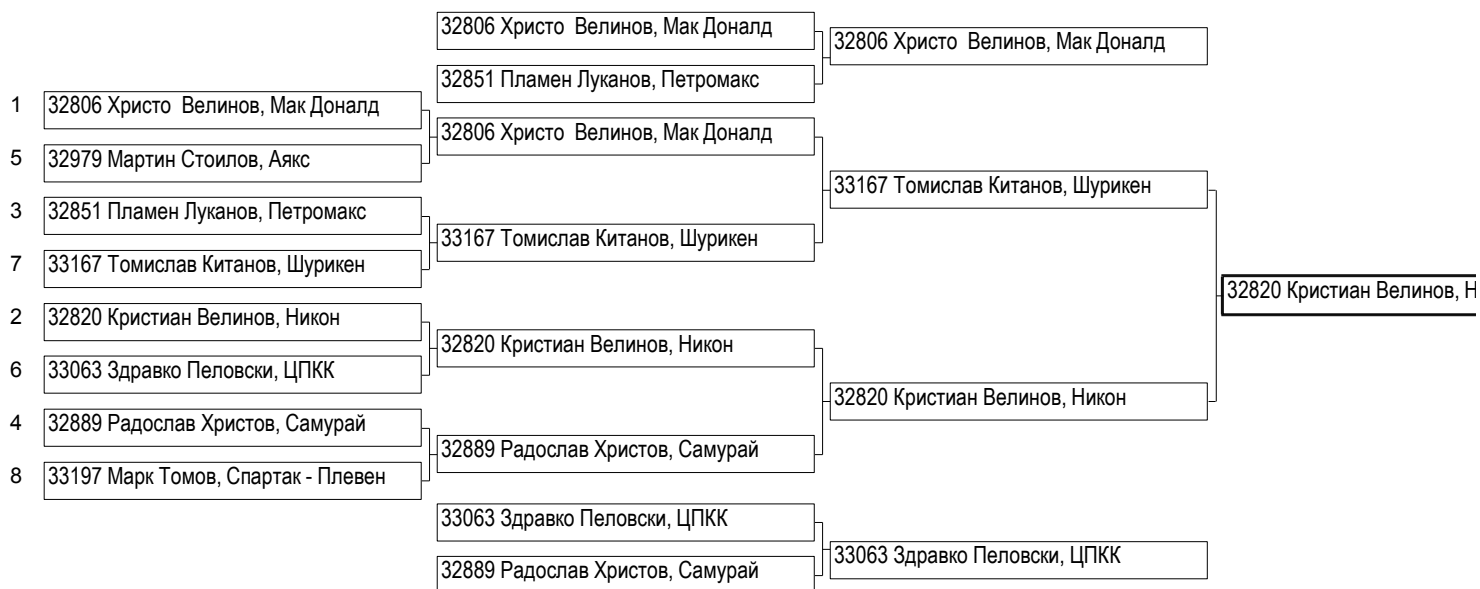 32806 Христо  Велинов, Мак Доналд
32806 Христо  Велинов, Мак Доналд
32851 Пламен Луканов, Петромакс
1 32806 Христо  Велинов, Мак Доналд
32806 Христо  Велинов, Мак Доналд
5 32979 Мартин Стоилов, Аякс
33167 Томислав Китанов, Шурикен
3 32851 Пламен Луканов, Петромакс
33167 Томислав Китанов, Шурикен
7 33167 Томислав Китанов, Шурикен
32820 Кристиан Велинов, Н
2 32820 Кристиан Велинов, Никон
32820 Кристиан Велинов, Никон
6 33063 Здравко Пеловски, ЦПКК
32820 Кристиан Велинов, Никон
4 32889 Радослав Христов, Самурай
32889 Радослав Христов, Самурай
8 33197 Марк Томов, Спартак - Плевен
33063 Здравко Пеловски, ЦПКК
33063 Здравко Пеловски, ЦПКК
32889 Радослав Христов, Самурай